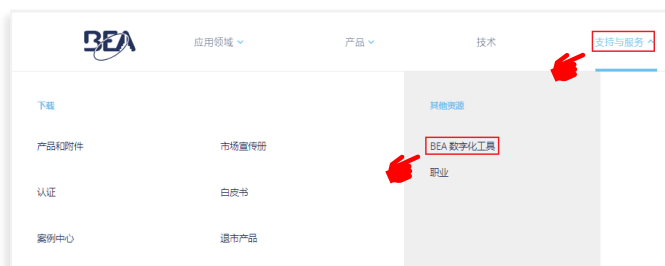 BEA 应用领域 产品 技术 支持与服务
下载 其他资源
产品和附件 市场宣传册 BEA 数字化工具
职业
认证 白皮书
案例中心 退市产品